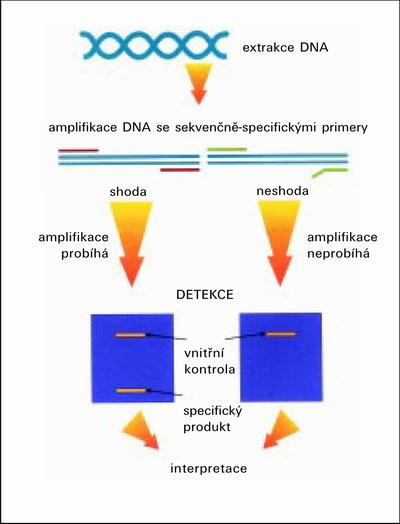 extrakce DNA
amplifikace DNA se sekvenčně-specifickými primery
shoda
neshoda
amplifikace
probíhá
amplifikace
neprobíhá
DETEKCE
vnitřní
kontrola
specifický
produkt
interpretace